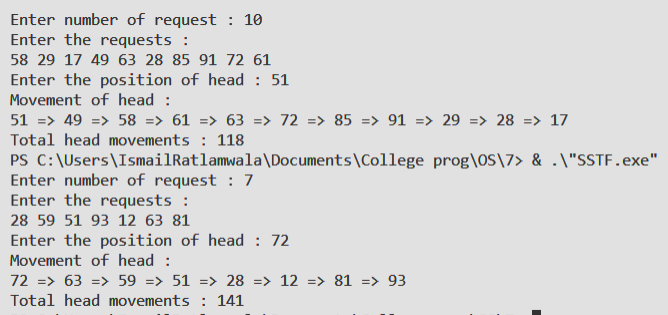 Enter number of request : 10
Enter the requests :
58 29 17 49 63 28 85 91 72 61
Enter the position of head : 51
Movement of head :
51 => 49 => 58 => 61 => 63 => 72 => 85 => 91 => 29 => 28 => 17
Total head movements : 118
PS C:\Users\IsmailRatlamwala\Documents\College prog\OS\7> & .\"SSTF.exe"
Enter number of request : 7
Enter the requests :
28 59 51 93 12 63 81
Enter the position of head : 72
Movement of head :
72 => 63 => 59 => 51 => 28 => 12 => 81 => 93
Total head movements : 141